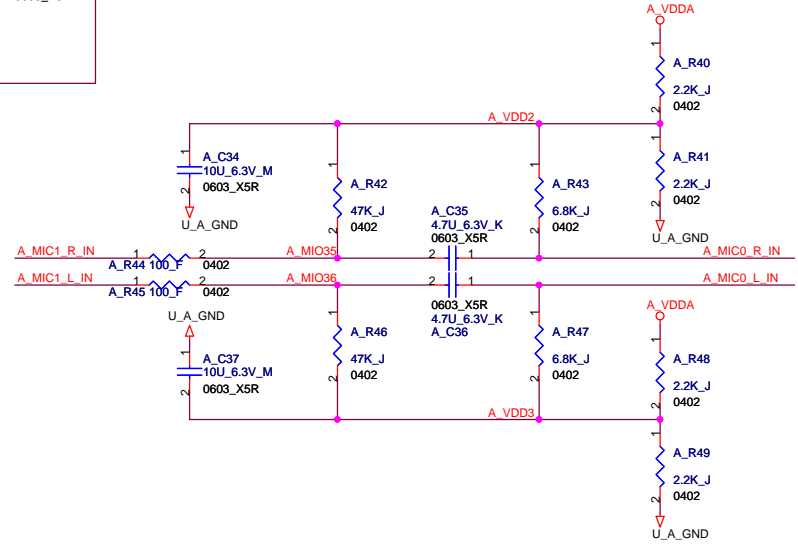 A_VDDA
1
A_R40
2.2K_J
2
0402
A_VDD2
1
A_C34
10U_6.3V_M
2
0603_X5R
U_A_GND
1
A_R42
47K_J
2
0402
1
A_R43
6.8K_J
2
0402
1
A_R41
2.2K_J
2
0402
U_A_GND
A_C35
4.7U_6.3V_K
0603_X5R
A_MIC1_R_IN
1
2
A_R44 100_F
0402
A_MIO35
2
1
A_MIC0_R_IN
A_MIC1_L_IN
1
2
A_R45 100_F
0402
A_MIO36
2
1
A_MIC0_L_IN
0603_X5R
4.7U_6.3V_K
A_C36
U_A_GND
1
A_C37
10U_6.3V_M
2
0603_X5R
1
A_R46
47K_J
2
0402
1
A_R47
6.8K_J
2
0402
A_VDDA
1
A_R48
2.2K_J
2
0402
A_VDD3
1
A_R49
2.2K_J
2
0402
U_A_GND